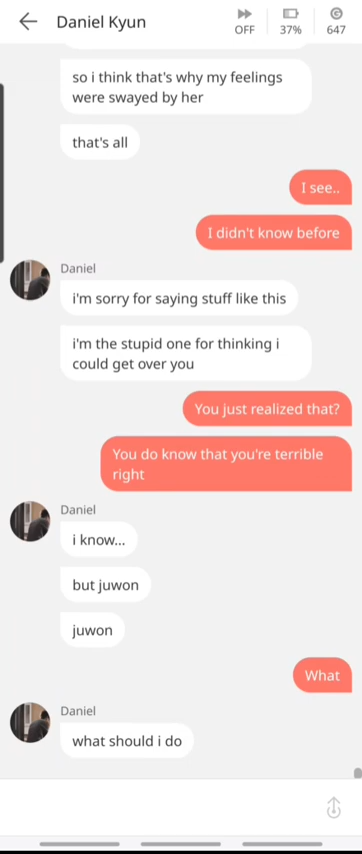 Daniel Kyun
OFF
37%
647
so i think that's why my feelings
were swayed by her
that's all
I see..
I didn't know before
Daniel
i'm sorry for saying stuff like this
i'm the stupid one for thinking i
could get over you
You just realized that?
You do know that you're terrible
right
Daniel
i know...
but juwon
juwon
What
Daniel
what should i do